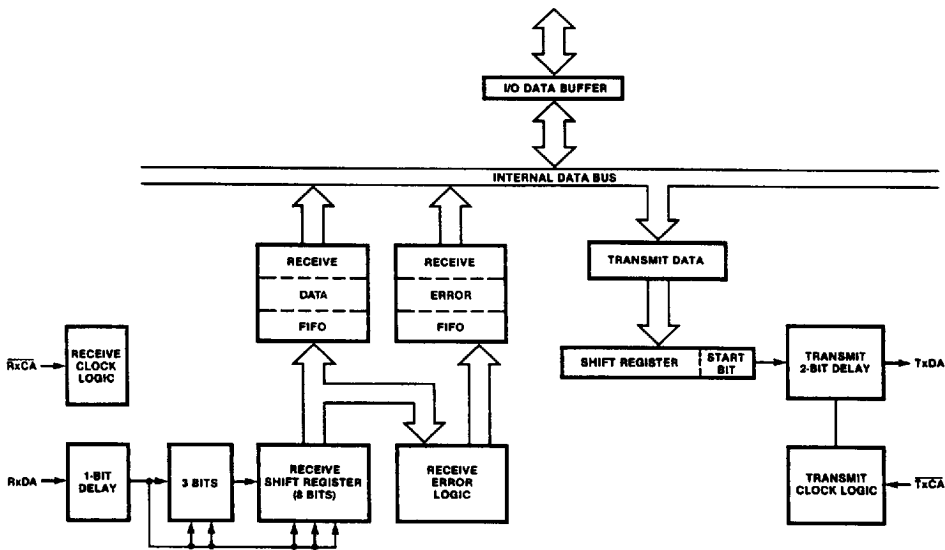 I/O DATA BUFFER
INTERNAL DATA BUS
RECEIVE
DATA
FIFO
RECEIVE
ERROR
FIFO
TRANSMIT DATA
R̅x̅C̅A̅
RECEIVE
CLOCK
LOGIC
SHIFT REGISTER
START
BIT
TRANSMIT
2-BIT DELAY
TxDA
RxDA
1-BIT
DELAY
3 BITS
RECEIVE
SHIFT REGISTER
(8 BITS)
RECEIVE
ERROR
LOGIC
TRANSMIT
CLOCK LOGIC
T̅x̅C̅A̅